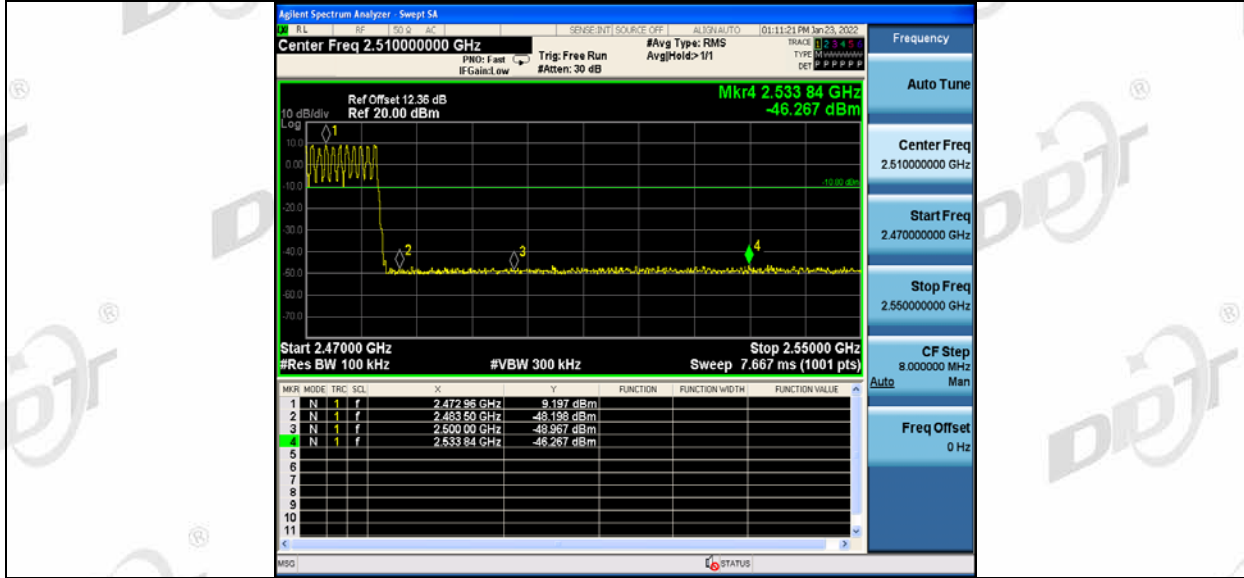 Agilent Spectrum Analyzer - Swept SA
RL RF 50 Ω AC SENSE:INT SOURCE OFF ALIGN AUTO 01:11:21 PM Jan 23, 2022
Center Freq 2.510000000 GHz
PNO: Fast
IFGain:Low
Trig: Free Run
#Atten: 30 dB
#Avg Type: RMS
Avg|Hold:>1/1
TRACE 1 2 3 4 5 6
TYPE M
DET P P P P P P
Frequency
Auto Tune
Center Freq
2.510000000 GHz
Start Freq
2.470000000 GHz
Stop Freq
2.550000000 GHz
CF Step
8.000000 MHz
Auto Man
Freq Offset
0 Hz
Mkr4 2.533 84 GHz
-46.267 dBm
Ref Offset 12.36 dB
10 dB/div Ref 20.00 dBm
Log
10.0
0.00
-10.0
-20.0
-30.0
-40.0
-50.0
-60.0
-70.0
-10.00 dBm
1
2
3
4
Start 2.47000 GHz Stop 2.55000 GHz
#Res BW 100 kHz #VBW 300 kHz Sweep 7.667 ms (1001 pts)
MKR MODE TRC SCL X Y FUNCTION FUNCTION WIDTH FUNCTION VALUE
1 N 1 f 2.472 96 GHz 9.197 dBm
2 N 1 f 2.483 50 GHz -48.198 dBm
3 N 1 f 2.500 00 GHz -48.967 dBm
4 N 1 f 2.533 84 GHz -46.267 dBm
5
6
7
8
9
10
11
MSG STATUS
DDT
®